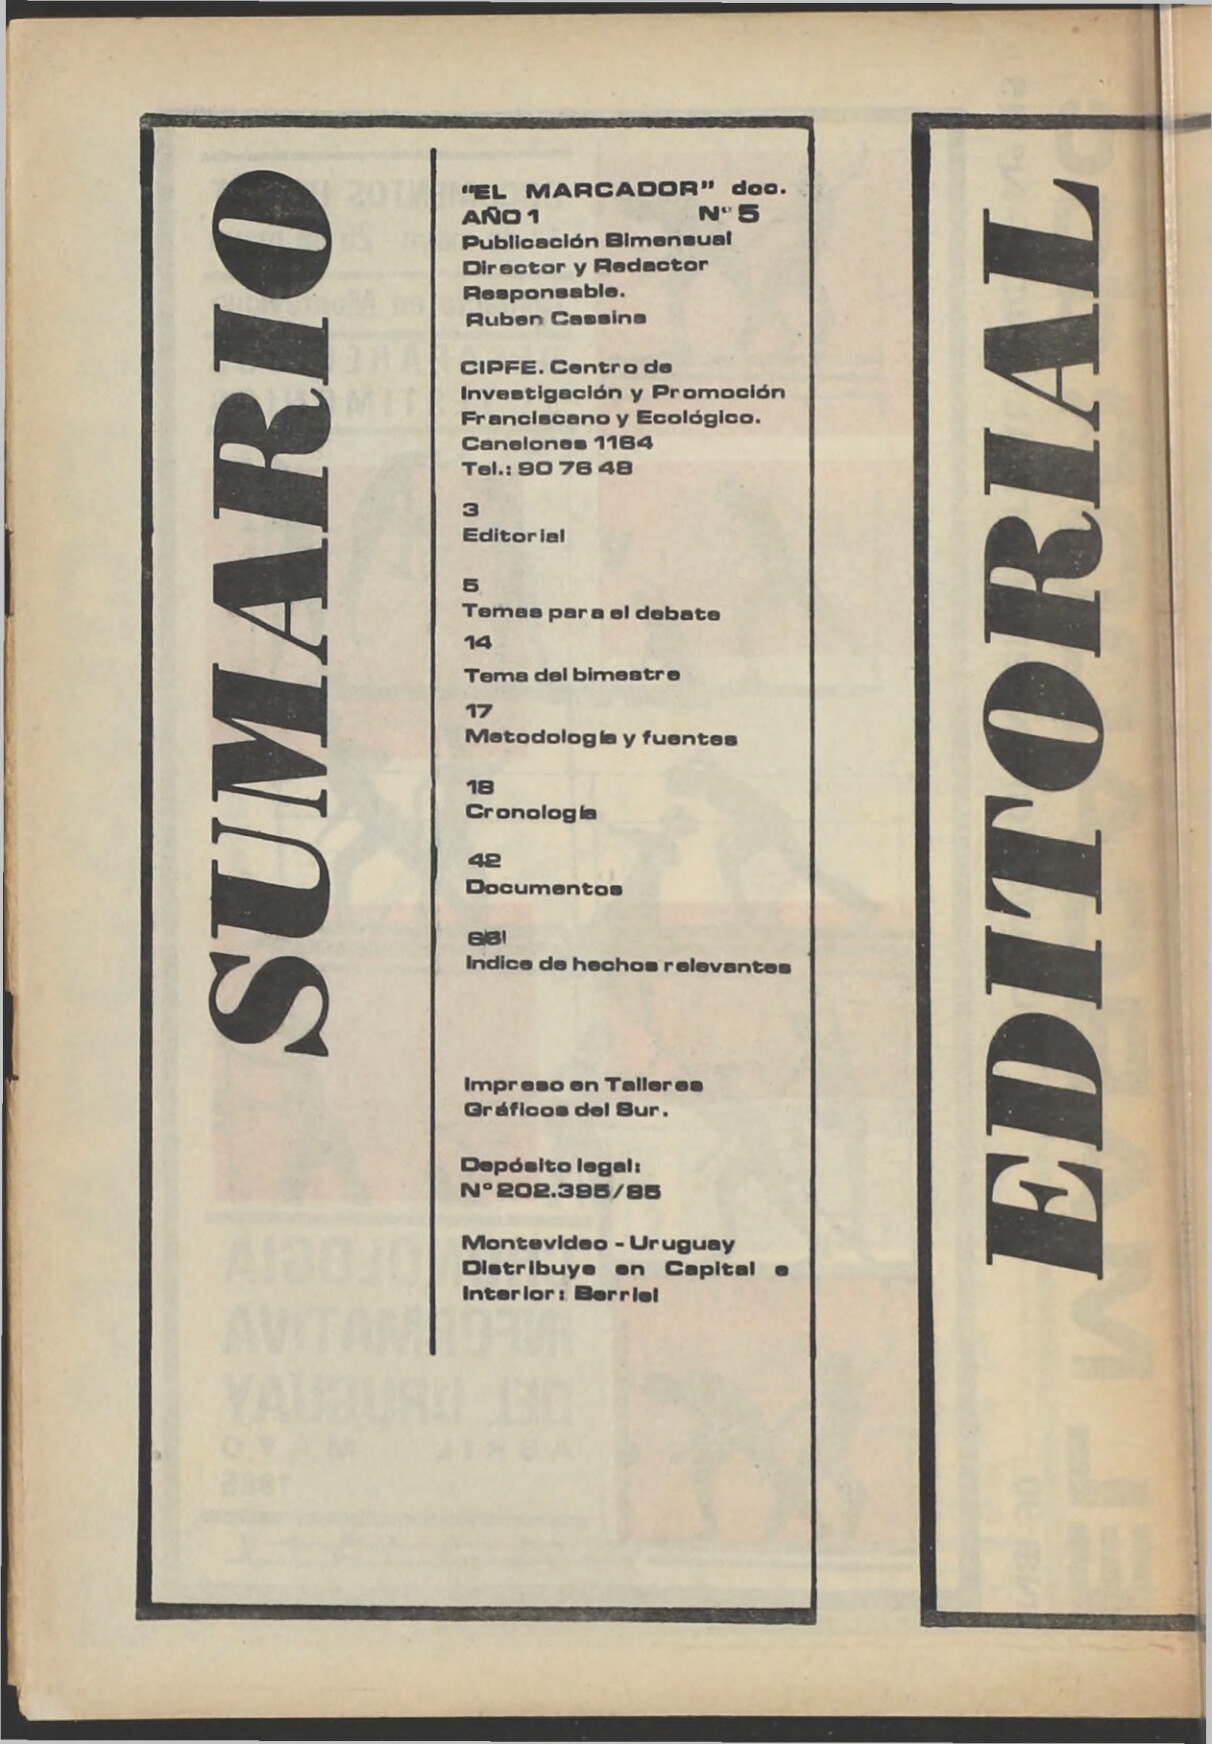 SUMARIO
"EL MARCADOR" doc.
AÑO 1 Nº 5
Publicación Bimensual
Director y Redactor
Responsable.
Ruben Cassina
CIPFE. Centro de
Investigación y Promoción
Franciscano y Ecológico.
Canelones 1164
Tel.: 90 76 48
3
Editorial
5
Temas para el debate
14
Tema del bimestre
17
Metodología y fuentes
18
Cronología
42
Documentos
Indice de hechos relevantes
Impreso en Talleres
Gráficos del Sur.
Depósito legal:
Nº 202.395/85
Montevideo - Uruguay
Distribuye en Capital e
Interior: Berriel
EDITORIAL